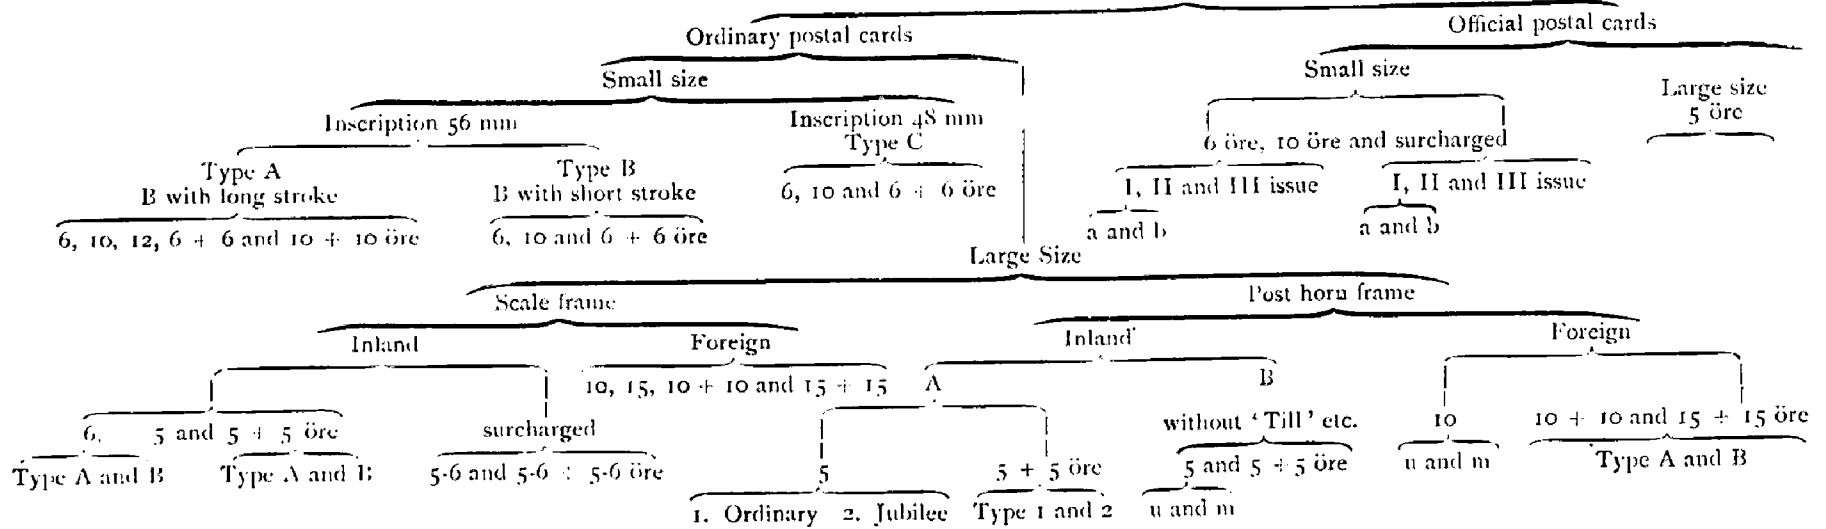 Ordinary postal cards
Official postal cards
Small size
Small size
Large size
5 öre
Inscription 56 mm
Inscription 48 mm
Type C
6, 10 and 6 + 6 öre
6 öre, 10 öre and surcharged
Type A
B with long stroke
6, 10, 12, 6 + 6 and 10 + 10 öre
Type B
B with short stroke
6, 10 and 6 + 6 öre
I, II and III issue
I, II and III issue
a and b
a and b
Large Size
Scale frame
Post horn frame
Inland
Foreign
Inland
Foreign
10, 15, 10 + 10 and 15 + 15
A
B
6, 5 and 5 + 5 öre
surcharged
without ‘Till’ etc.
10
10 + 10 and 15 + 15 öre
Type A and B
Type A and B
5-6 and 5-6 + 5-6 öre
5
5 + 5 öre
5 and 5 + 5 öre
u and m
Type A and B
1. Ordinary 2. Jubilee
Type 1 and 2
u and m